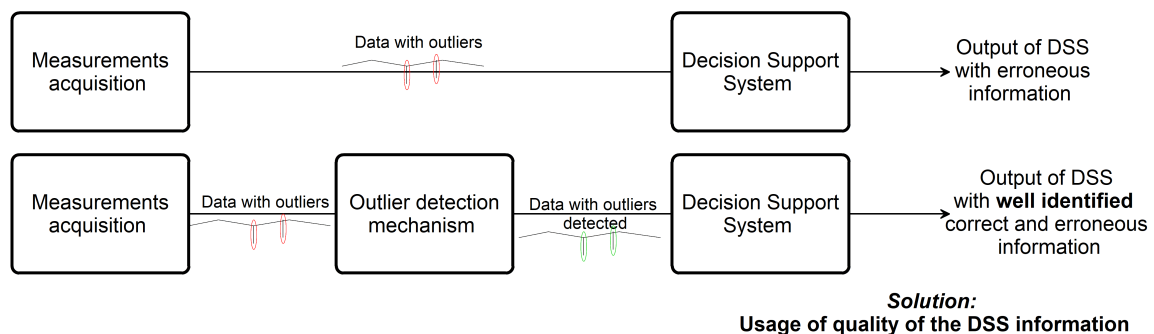 Measurements
acquisition
Data with outliers
Decision Support
System
Output of DSS
with erroneous
information
Measurements
acquisition
Data with outliers
Outlier detection
mechanism
Data with outliers
detected
Decision Support
System
Output of DSS
with well identified
correct and erroneous
information
Solution:
Usage of quality of the DSS information